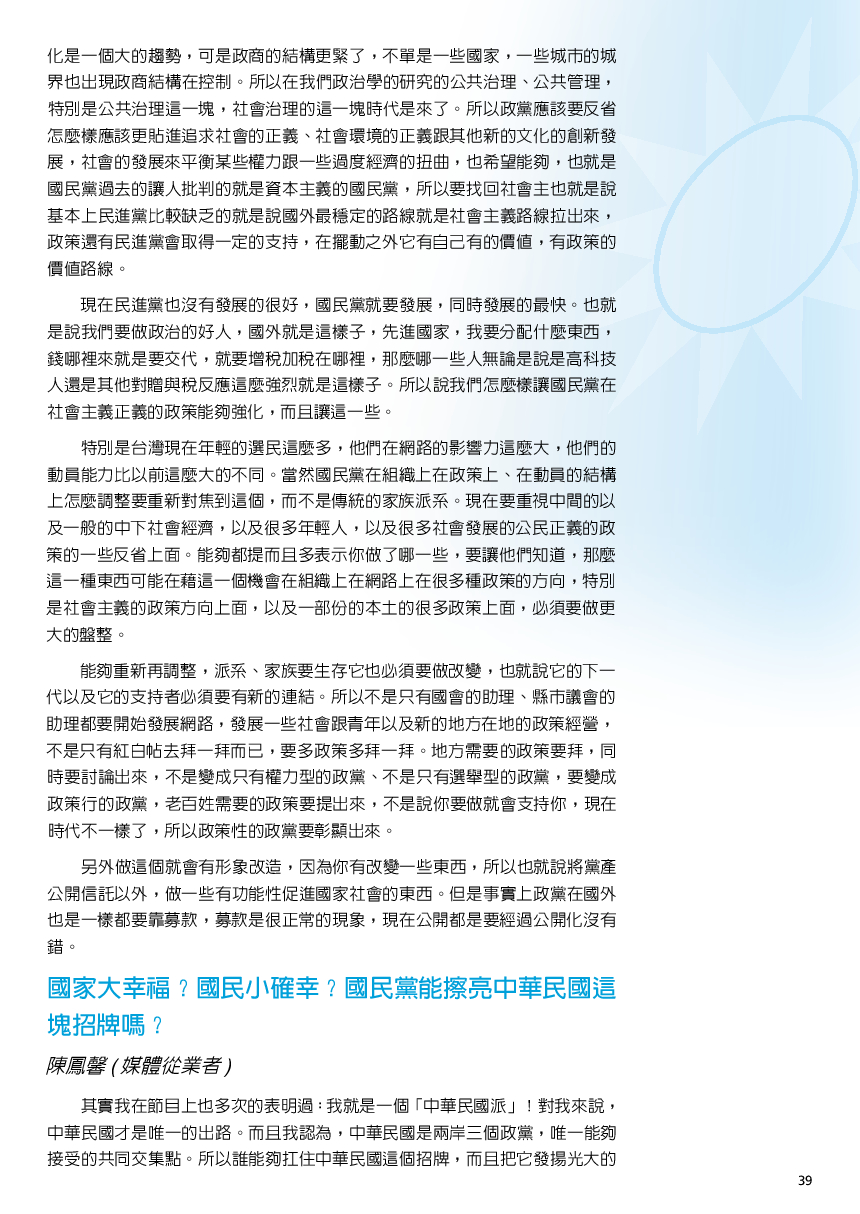 化是一個大的趨勢，可是政商的結構更緊了，不單是一些國家，一些城市的城
界也出現政商結構在控制。所以在我們政治學的研究的公共治理、公共管理，
特別是公共治理這一塊，社會治理的這一塊時代是來了。所以政黨應該要反省
怎麼樣應該更貼進追求社會的正義、社會環境的正義跟其他新的文化的創新發
展，社會的發展來平衡某些權力跟一些過度經濟的扭曲，也希望能夠，也就是
國民黨過去的讓人批判的就是資本主義的國民黨，所以要找回社會主也就是說
基本上民進黨比較缺乏的就是說國外最穩定的路線就是社會主義路線拉出來，
政策還有民進黨會取得一定的支持，在擺動之外它有自己有的價值，有政策的
價值路線。
現在民進黨也沒有發展的很好，國民黨就要發展，同時發展的最快。也就
是說我們要做政治的好人，國外就是這樣子，先進國家，我要分配什麼東西，
錢哪裡來就是要交代，就要增稅加稅在哪裡，那麼哪一些人無論是說是高科技
人還是其他對贈與稅反應這麼強烈就是這樣子。所以說我們怎麼樣讓國民黨在
社會主義正義的政策能夠強化，而且讓這一些。
特別是台灣現在年輕的選民這麼多，他們在網路的影響力這麼大，他們的
動員能力比以前這麼大的不同。當然國民黨在組織上在政策上、在動員的結構
上怎麼調整要重新對焦到這個，而不是傳統的家族派系。現在要重視中間的以
及一般的中下社會經濟，以及很多年輕人，以及很多社會發展的公民正義的政
策的一些反省上面。能夠都提而且多表示你做了哪一些，要讓他們知道，那麼
這一種東西可能在藉這一個機會在組織上在網路上在很多種政策的方向，特別
是社會主義的政策方向上面，以及一部份的本土的很多政策上面，必須要做更
大的盤整。
能夠重新再調整，派系、家族要生存它也必須要做改變，也就說它的下一
代以及它的支持者必須要有新的連結。所以不是只有國會的助理、縣市議會的
助理都要開始發展網路，發展一些社會跟青年以及新的地方在地的政策經營，
不是只有紅白帖去拜一拜而已，要多政策多拜一拜。地方需要的政策要拜，同
時要討論出來，不是變成只有權力型的政黨、不是只有選舉型的政黨，要變成
政策行的政黨，老百姓需要的政策要提出來，不是說你要做就會支持你，現在
時代不一樣了，所以政策性的政黨要彰顯出來。
另外做這個就會有形象改造，因為你有改變一些東西，所以也就說將黨產
公開信託以外，做一些有功能性促進國家社會的東西。但是事實上政黨在國外
也是一樣都要靠募款，募款是很正常的現象，現在公開都是要經過公開化沒有
錯。
國家大幸福？國民小確幸？國民黨能擦亮中華民國這
塊招牌嗎？
陳鳳馨(媒體從業者)
其實我在節目上也多次的表明過：我就是一個「中華民國派」！對我來說，
中華民國才是唯一的出路。而且我認為，中華民國是兩岸三個政黨，唯一能夠
接受的共同交集點。所以誰能夠扛住中華民國這個招牌，而且把它發揚光大的
39